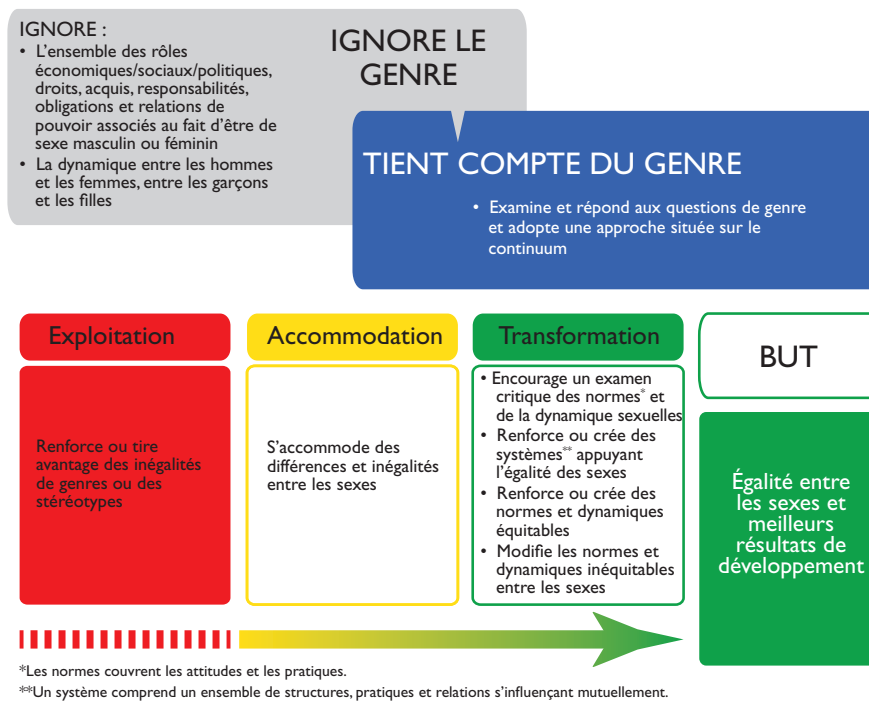 IGNORE :
• L'ensemble des rôles
économiques/sociaux/politiques,
droits, acquis, responsabilités,
obligations et relations de
pouvoir associés au fait d'être de
sexe masculin ou féminin
• La dynamique entre les hommes
et les femmes, entre les garçons
et les filles
IGNORE LE
GENRE
TIENT COMPTE DU GENRE
• Examine et répond aux questions de genre
et adopte une approche située sur le
continuum
Exploitation
Renforce ou tire
avantage des inégalités
de genres ou des
stéréotypes
Accommodation
S'accommode des
différences et inégalités
entre les sexes
Transformation
• Encourage un examen
critique des normes* et
de la dynamique sexuelles
• Renforce ou crée des
systèmes** appuyant
l'égalité des sexes
• Renforce ou crée des
normes et dynamiques
équitables
• Modifie les normes et
dynamiques inéquitables
entre les sexes
BUT
Égalité entre
les sexes et
meilleurs
résultats de
développement
*Les normes couvrent les attitudes et les pratiques.
**Un système comprend un ensemble de structures, pratiques et relations s'influençant mutuellement.